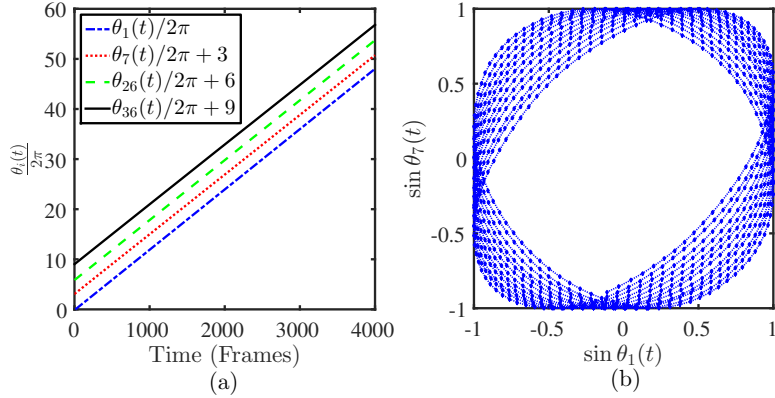 60
50
40
30
20
10
0
θ₁(t)/2π
θ₇(t)/2π + 3
θ₂₆(t)/2π + 6
θ₃₆(t)/2π + 9
θᵢ(t)/2π
0 1000 2000 3000 4000
Time (Frames)
(a)
1
0.5
0
-0.5
-1
sin θ₇(t)
-1 -0.5 0 0.5 1
sin θ₁(t)
(b)